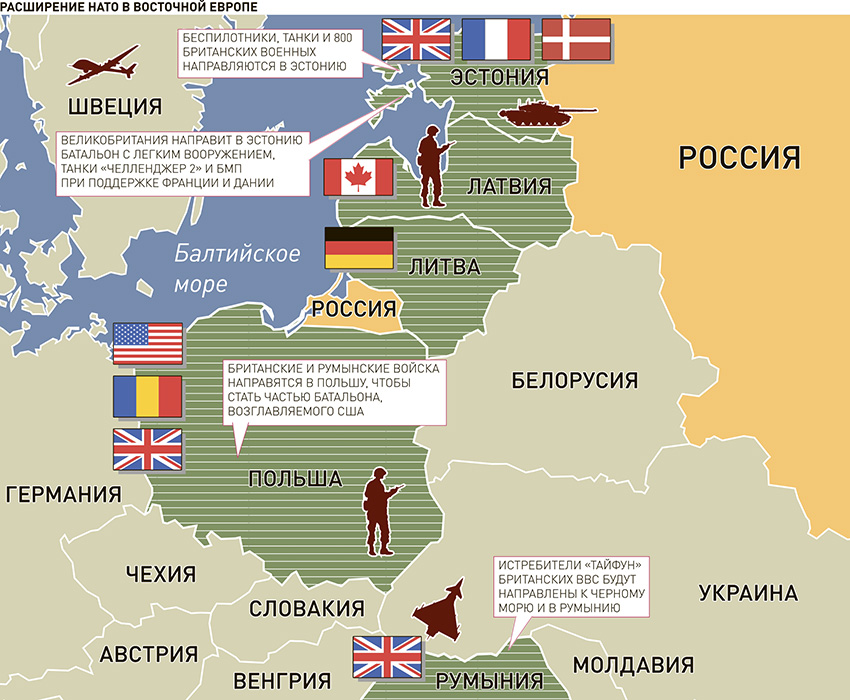 РАСШИРЕНИЕ НАТО В ВОСТОЧНОЙ ЕВРОПЕ
БЕСПИЛОТНИКИ, ТАНКИ И 800
БРИТАНСКИХ ВОЕННЫХ
НАПРАВЛЯЮТСЯ В ЭСТОНИЮ
ЭСТОНИЯ
ШВЕЦИЯ
ВЕЛИКОБРИТАНИЯ НАПРАВИТ В ЭСТОНИЮ
БАТАЛЬОН С ЛЕГКИМ ВООРУЖЕНИЕМ,
ТАНКИ «ЧЕЛЛЕНДЖЕР 2» И БМП
ПРИ ПОДДЕРЖКЕ ФРАНЦИИ И ДАНИИ
РОССИЯ
ЛАТВИЯ
Балтийское
море
ЛИТВА
РОССИЯ
БРИТАНСКИЕ И РУМЫНСКИЕ ВОЙСКА
НАПРАВЯТСЯ В ПОЛЬШУ, ЧТОБЫ
СТАТЬ ЧАСТЬЮ БАТАЛЬОНА,
ВОЗГЛАВЛЯЕМОГО США
БЕЛОРУСИЯ
ПОЛЬША
ГЕРМАНИЯ
ЧЕХИЯ
ИСТРЕБИТЕЛИ «ТАЙФУН»
БРИТАНСКИХ ВВС БУДУТ
НАПРАВЛЕНЫ К ЧЕРНОМУ
МОРЮ И В РУМЫНИЮ
УКРАИНА
СЛОВАКИЯ
АВСТРИЯ
МОЛДАВИЯ
ВЕНГРИЯ
РУМЫНИЯ